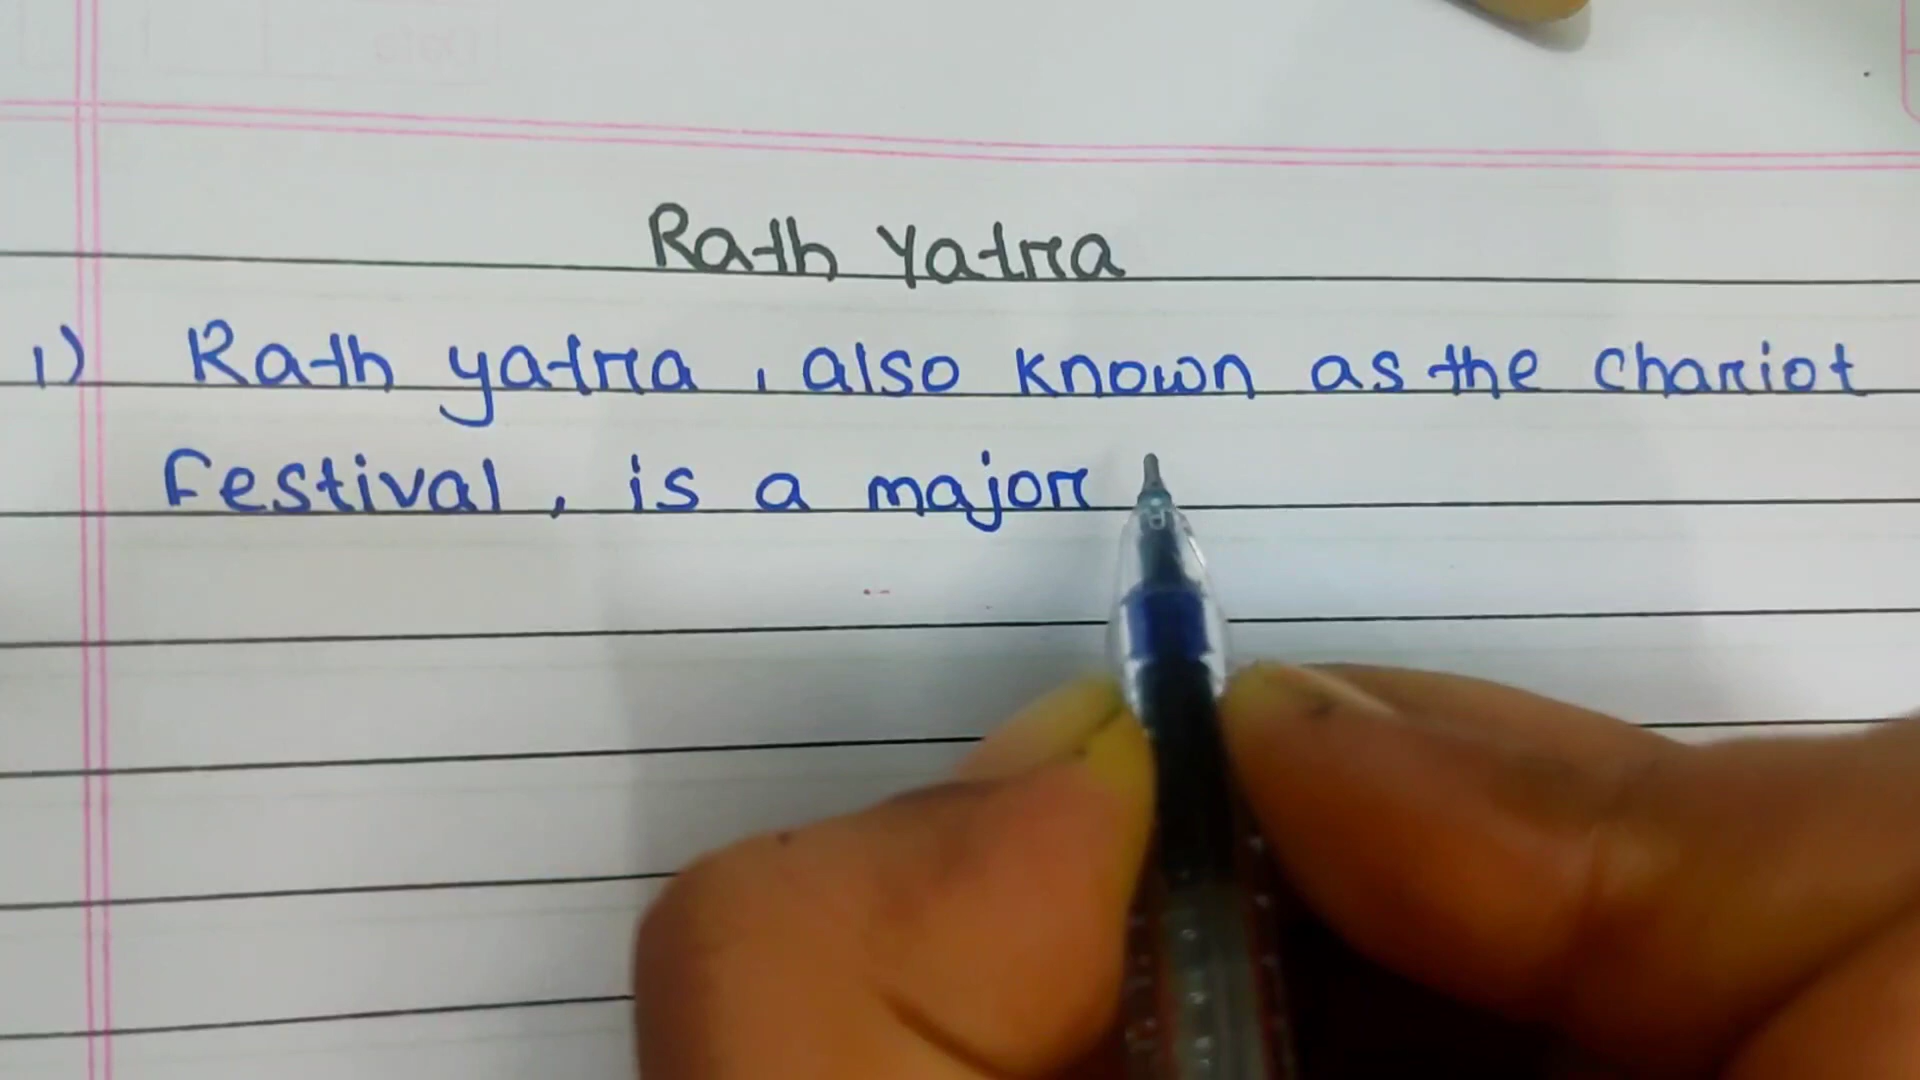 Rath Yatra
1) Rath yatra, also known as the Chariot
Festival, is a major